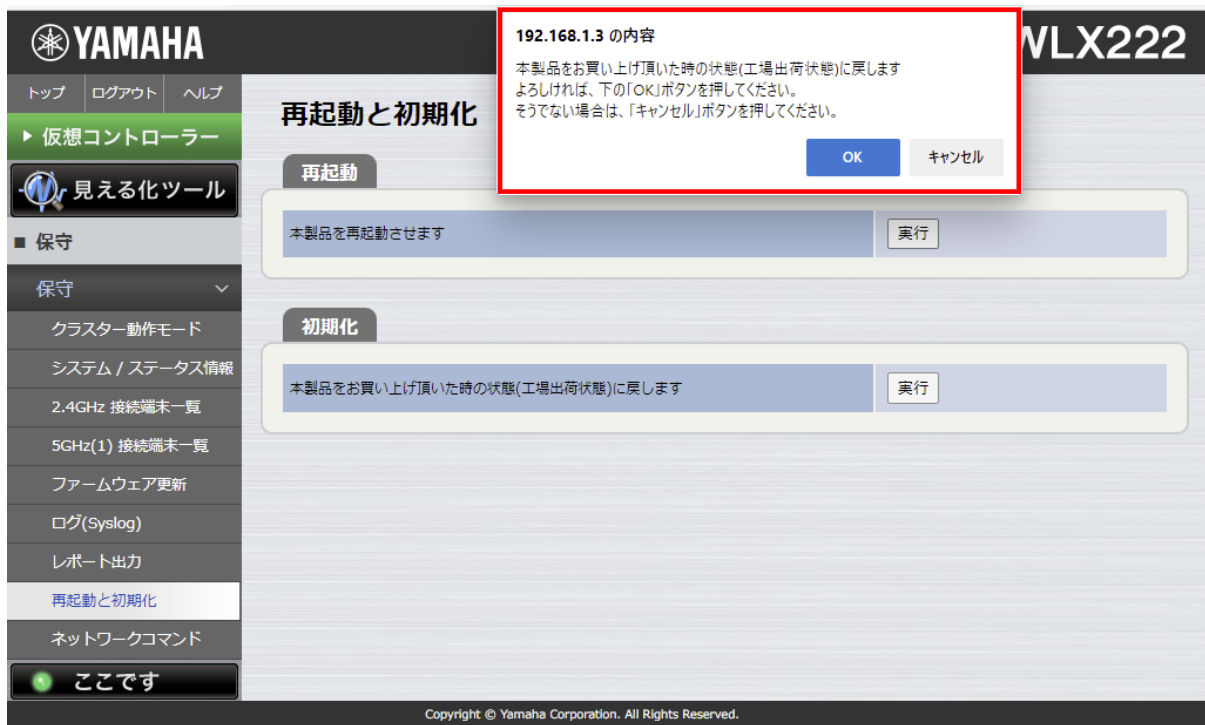 YAMAHA
WLX222
192.168.1.3 の内容
本製品をお買い上げ頂いた時の状態(工場出荷状態)に戻します
よろしければ、下の「OK」ボタンを押してください。
そうでない場合は、「キャンセル」ボタンを押してください。
OK キャンセル
トップ ログアウト ヘルプ
仮想コントローラー
見える化ツール
■ 保守
保守
クラスター動作モード
システム / ステータス情報
2.4GHz 接続端末一覧
5GHz(1) 接続端末一覧
ファームウェア更新
ログ(Syslog)
レポート出力
再起動と初期化
ネットワークコマンド
ここです
再起動と初期化
再起動
本製品を再起動させます 実行
初期化
本製品をお買い上げ頂いた時の状態(工場出荷状態)に戻します 実行
Copyright © Yamaha Corporation. All Rights Reserved.